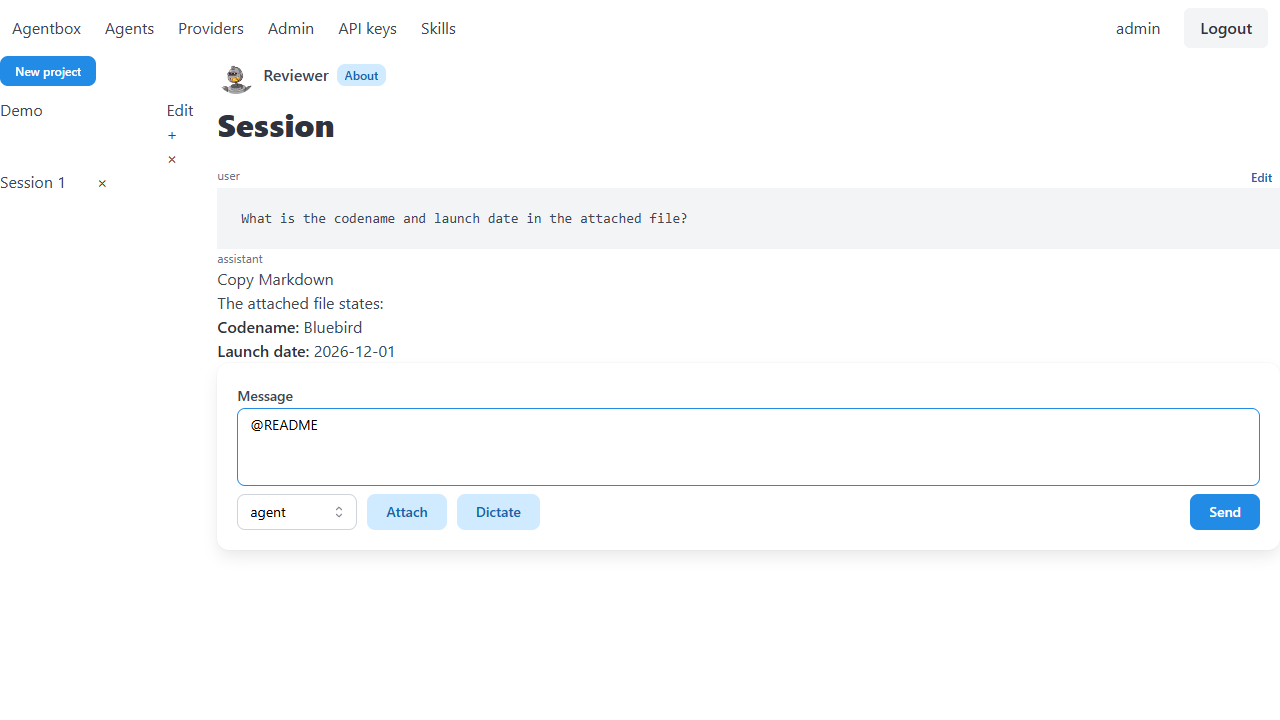 Agentbox Agents Providers Admin API keys Skills admin Logout
New project
Demo Edit
+
×
Session 1 ×
Reviewer About
Session
user Edit
What is the codename and launch date in the attached file?
assistant
Copy Markdown
The attached file states:
Codename: Bluebird
Launch date: 2026-12-01
Message
@README
agent Attach Dictate Send